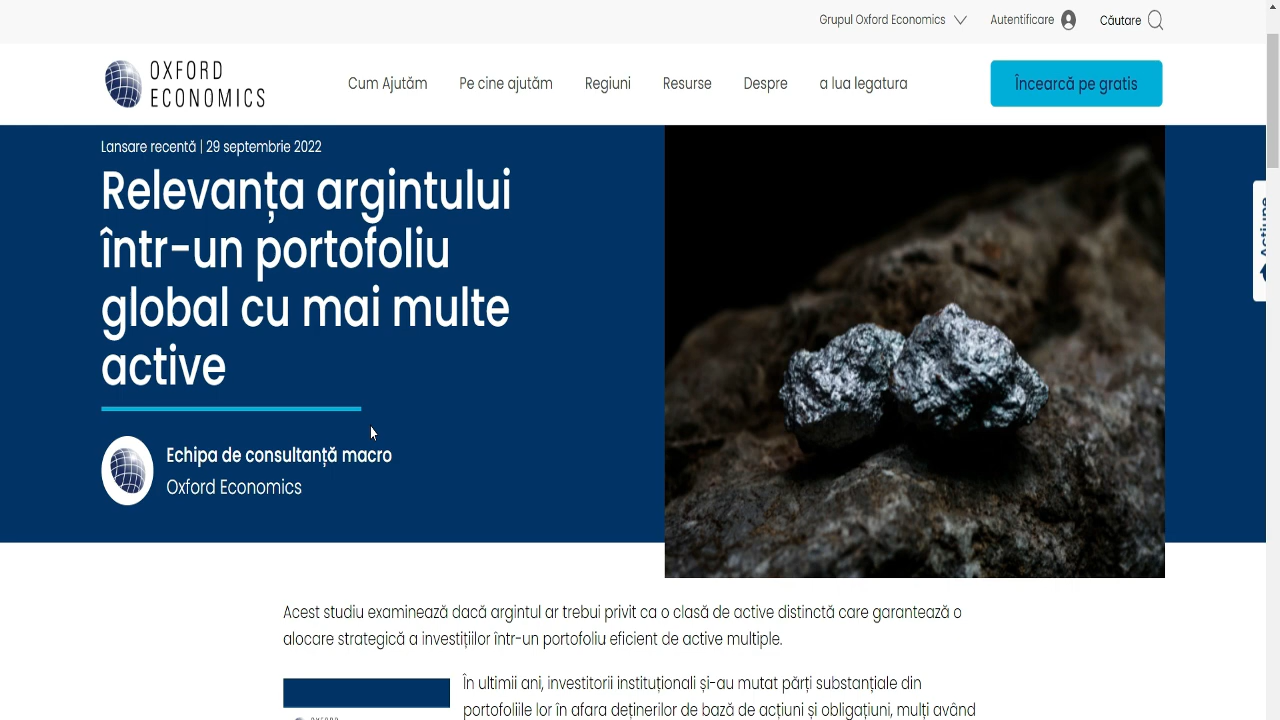 Grupul Oxford Economics
Autentificare
Căutare
OXFORD
ECONOMICS
Cum Ajutăm
Pe cine ajutăm
Regiuni
Resurse
Despre
a lua legatura
Încearcă pe gratis
Lansare recentă | 29 septembrie 2022
Relevanța argintului
într-un portofoliu
global cu mai multe
active
Echipa de consultanță macro
Oxford Economics
Acest studiu examinează dacă argintul ar trebui privit ca o clasă de active distinctă care garantează o
alocare strategică a investițiilor într-un portofoliu eficient de active multiple.
În ultimii ani, investitorii instituționali și-au mutat părți substanțiale din
portofoliile lor în afara deținerilor de bază de acțiuni și obligațiuni, mulți având